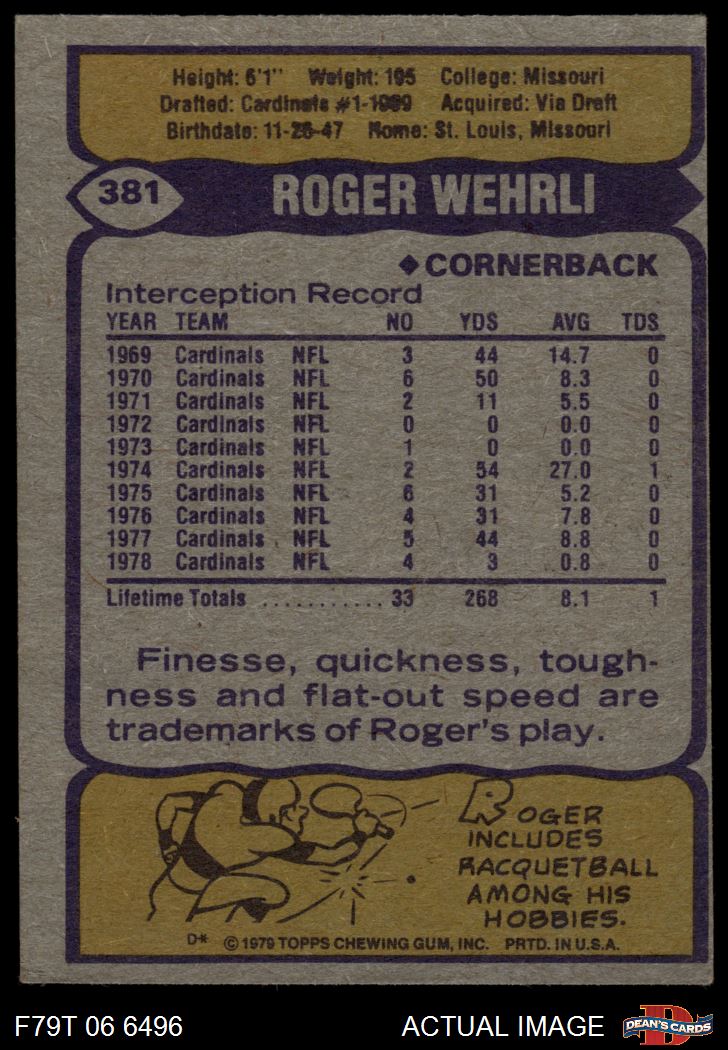 Height: 6'1" Weight: 195 College: Missouri
Drafted: Cardinals #1-1969 Acquired: Via Draft
Birthdate: 11-26-47 Home: St. Louis, Missouri
381 ROGER WEHRLI
◆CORNERBACK
Interception Record
YEAR TEAM NO YDS AVG TDS
1969 Cardinals NFL 3 44 14.7 0
1970 Cardinals NFL 6 50 8.3 0
1971 Cardinals NFL 2 11 5.5 0
1972 Cardinals NFL 0 0 0.0 0
1973 Cardinals NFL 1 0 0.0 0
1974 Cardinals NFL 2 54 27.0 1
1975 Cardinals NFL 6 31 5.2 0
1976 Cardinals NFL 4 31 7.8 0
1977 Cardinals NFL 5 44 8.8 0
1978 Cardinals NFL 4 3 0.8 0
Lifetime Totals ............ 33 268 8.1 1
Finesse, quickness, tough-
ness and flat-out speed are
trademarks of Roger's play.
ROGER
INCLUDES
RACQUETBALL
AMONG HIS
HOBBIES.
D* © 1979 TOPPS CHEWING GUM, INC. PRTD. IN U.S.A.
F79T 06 6496 ACTUAL IMAGE D DEAN'S CARDS